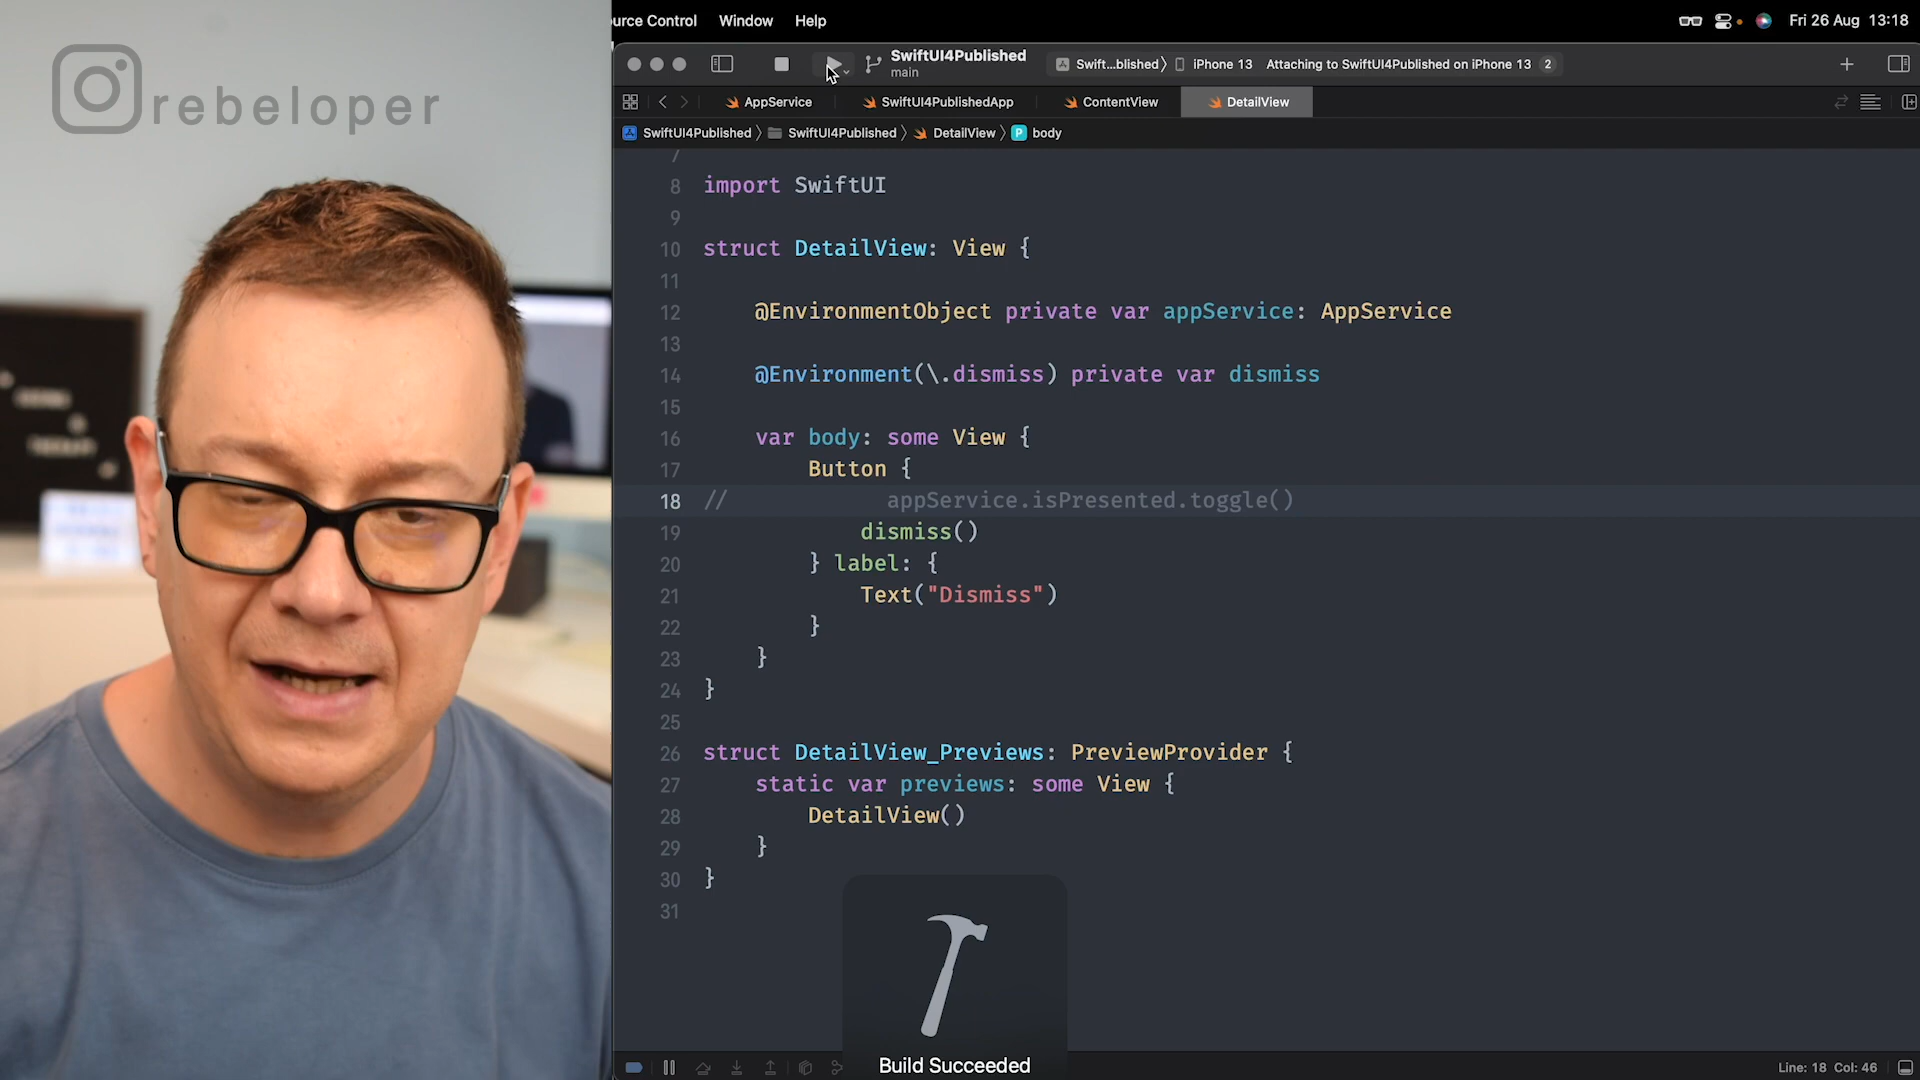 rebeloper
urce Control Window Help
Fri 26 Aug 13:18
SwiftUI4Published
main
Swift...blished〉 iPhone 13 Attaching to SwiftUI4Published on iPhone 13 2
AppService SwiftUI4PublishedApp ContentView DetailView
SwiftUI4Published〉 SwiftUI4Published〉 DetailView〉 P body
7
8 import SwiftUI
9
10 struct DetailView: View {
11
12 @EnvironmentObject private var appService: AppService
13
14 @Environment(\.dismiss) private var dismiss
15
16 var body: some View {
17 Button {
18 // appService.isPresented.toggle()
19 dismiss()
20 } label: {
21 Text("Dismiss")
22 }
23 }
24 }
25
26 struct DetailView_Previews: PreviewProvider {
27 static var previews: some View {
28 DetailView()
29 }
30 }
31
Build Succeeded
Line: 18 Col: 46